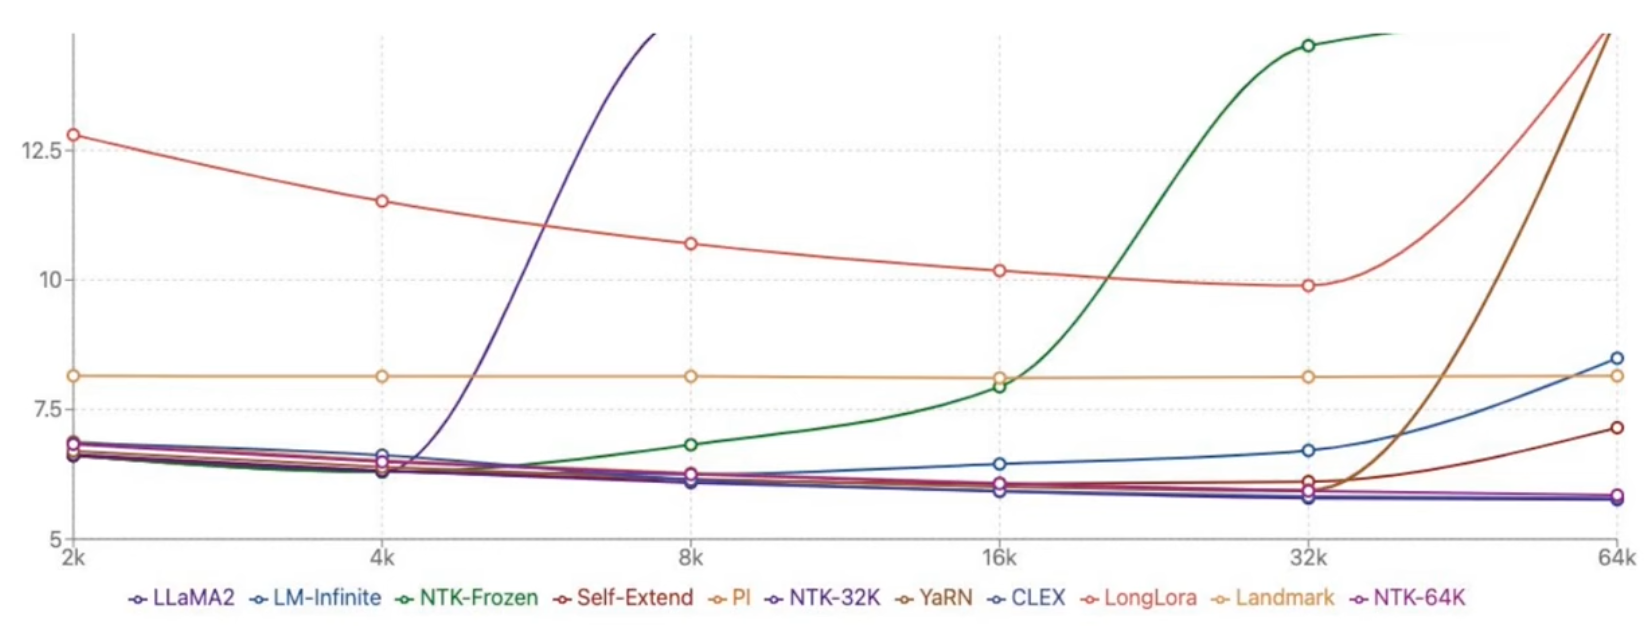 12.5
10
7.5
5
2k 4k 8k 16k 32k 64k
LLaMA2 LM-Infinite NTK-Frozen Self-Extend PI NTK-32K YaRN CLEX LongLora Landmark NTK-64K